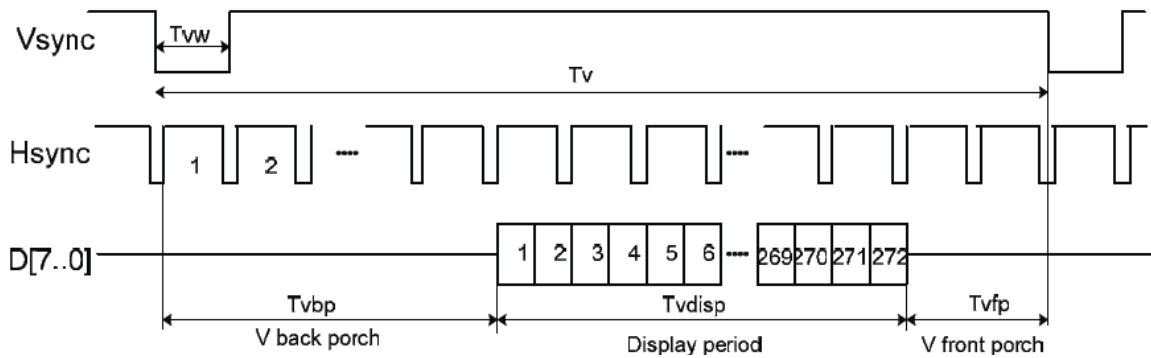 Vsync
Tvw
Tv
Hsync
1 2 ----
----
D[7..0]
1 2 3 4 5 6 ---- 269 270 271 272
Tvbp Tvdisp Tvfp
V back porch Display period V front porch